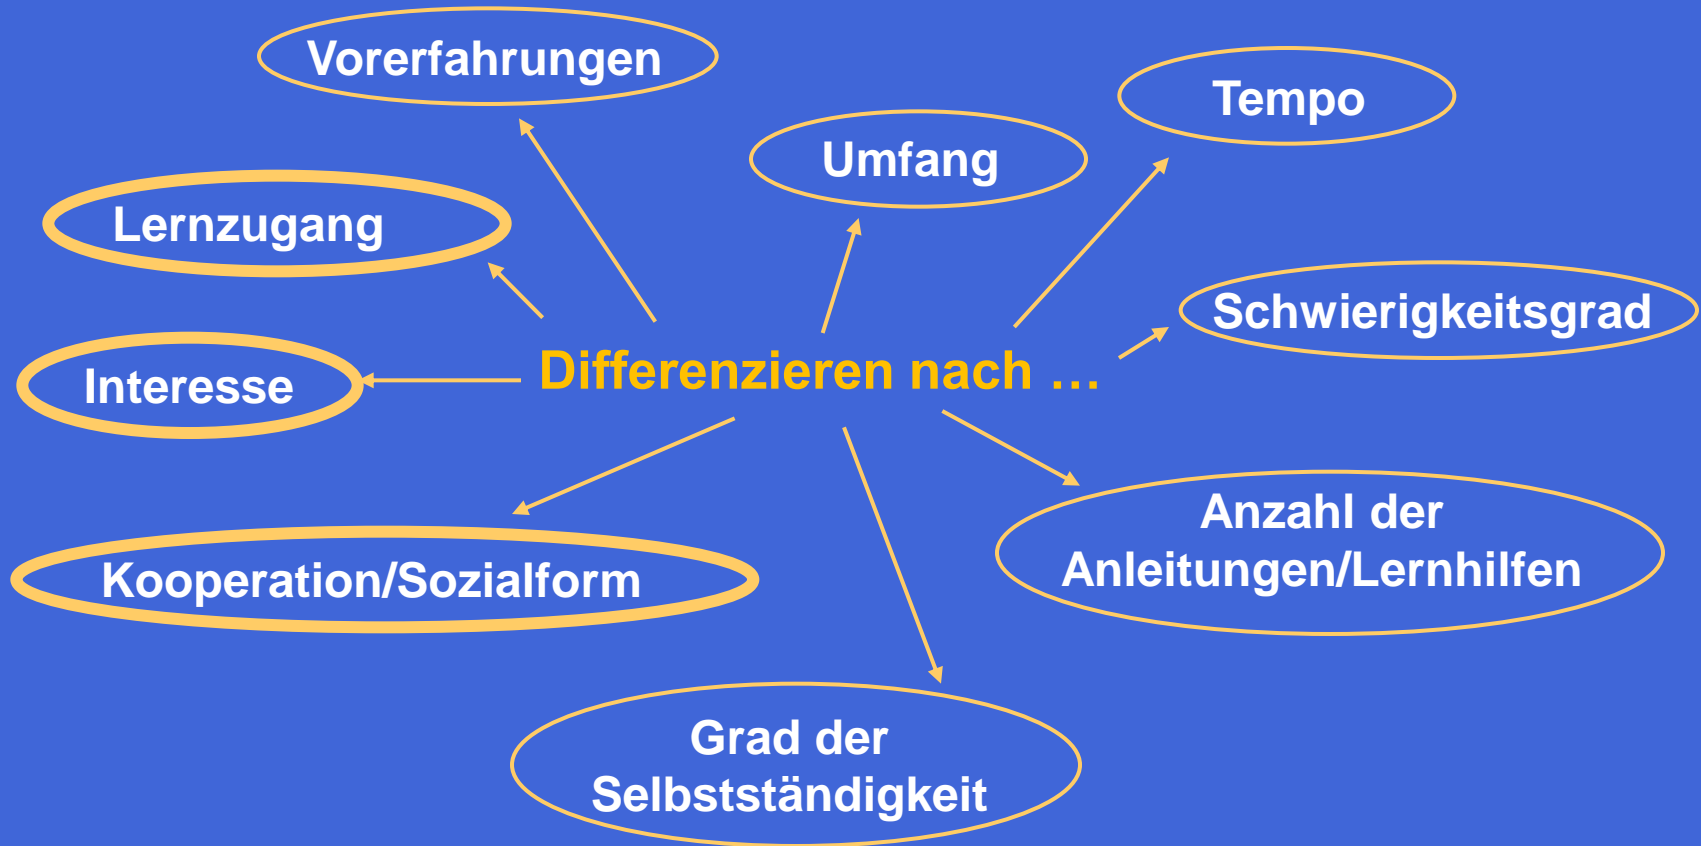 Vorerfahrungen
Tempo
Umfang
Lernzugang
Schwierigkeitsgrad
Differenzieren nach …
Interesse
Anzahl der
Anleitungen/Lernhilfen
Kooperation/Sozialform
Grad der
Selbstständigkeit